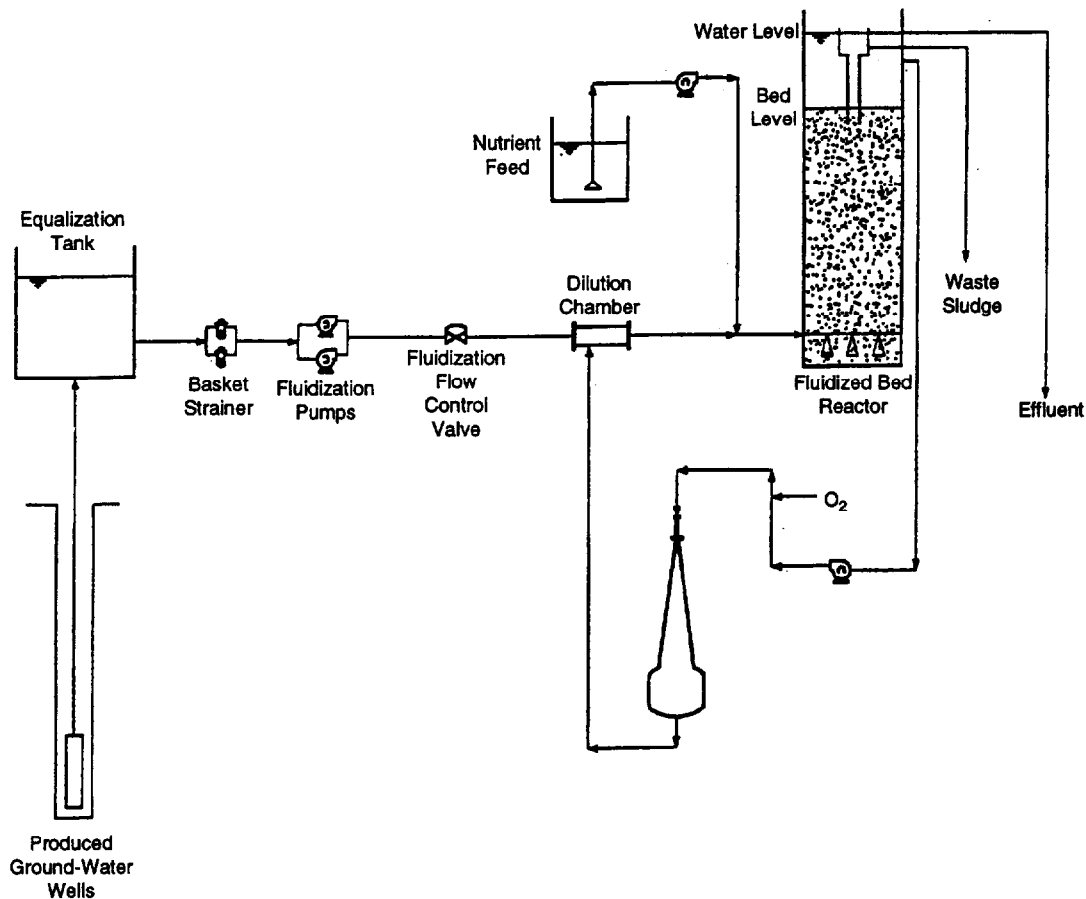 Water Level
Bed
Level
Nutrient
Feed
Equalization
Tank
Dilution
Chamber
Waste
Sludge
Basket
Strainer
Fluidization
Pumps
Fluidization
Flow
Control
Valve
Fluidized Bed
Reactor
Effluent
O₂
Produced
Ground-Water
Wells